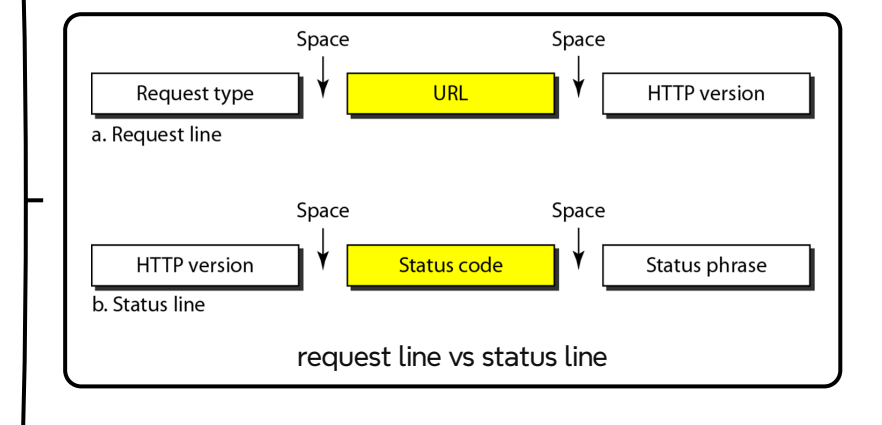 Space Space
Request type URL HTTP version
a. Request line
Space Space
HTTP version Status code Status phrase
b. Status line
request line vs status line